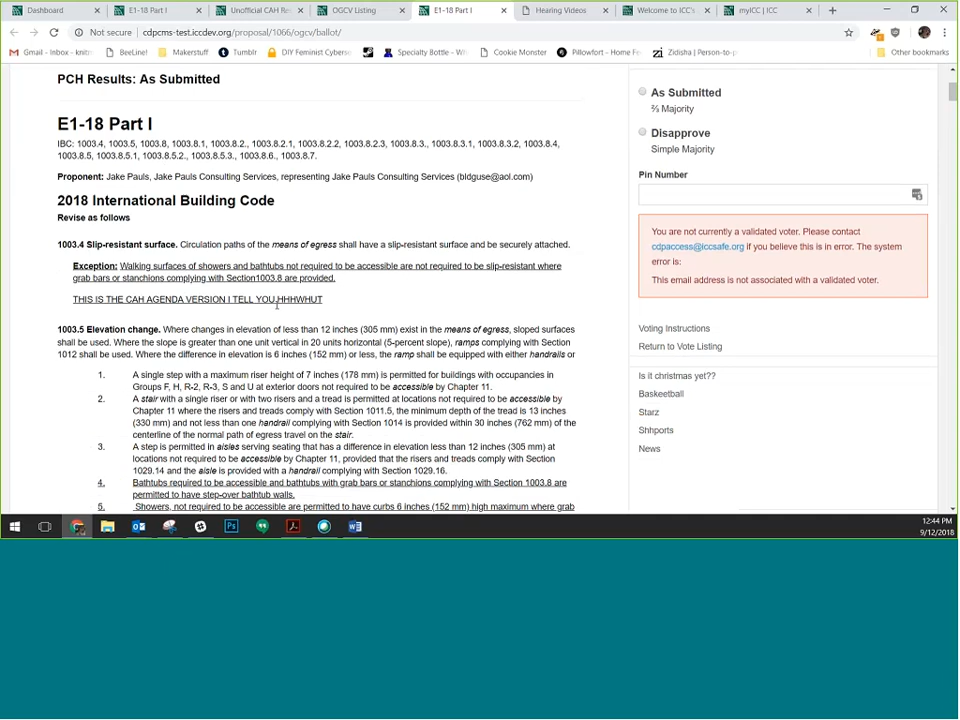 Dashboard
E1-18 Part I
Unofficial CAH Re
OGCV Listing
E1-18 Part I
Hearing Videos
Welcome to ICC's
myICC | ICC
Not secure | cdpcms-test.iccdev.org/proposal/1066/ogcv/ballot/
Gmail - Inbox - knit
BeeLine!
Makerstuff
Tumblr
DIY Feminist Cyberse
Specialty Bottle - Wh
Cookie Monster
Pillowfort - Home Fe
Zidisha | Person-to-p
Other bookmarks
PCH Results: As Submitted
E1-18 Part I
IBC: 1003.4, 1003.5, 1003.8, 1003.8.1, 1003.8.2., 1003.8.2.1, 1003.8.2.2, 1003.8.2.3, 1003.8.3., 1003.8.3.1, 1003.8.3.2, 1003.8.4,
1003.8.5, 1003.8.5.1, 1003.8.5.2., 1003.8.5.3., 1003.8.6., 1003.8.7.
Proponent: Jake Pauls, Jake Pauls Consulting Services, representing Jake Pauls Consulting Services (bldguse@aol.com)
2018 International Building Code
Revise as follows
1003.4 Slip-resistant surface. Circulation paths of the means of egress shall have a slip-resistant surface and be securely attached.
Exception: Walking surfaces of showers and bathtubs not required to be accessible are not required to be slip-resistant where
grab bars or stanchions complying with Section1003.8 are provided.
THIS IS THE CAH AGENDA VERSION I TELL YOU HHHWHUT
1003.5 Elevation change. Where changes in elevation of less than 12 inches (305 mm) exist in the means of egress, sloped surfaces
shall be used. Where the slope is greater than one unit vertical in 20 units horizontal (5-percent slope), ramps complying with Section
1012 shall be used. Where the difference in elevation is 6 inches (152 mm) or less, the ramp shall be equipped with either handrails or
1. A single step with a maximum riser height of 7 inches (178 mm) is permitted for buildings with occupancies in
Groups F, H, R-2, R-3, S and U at exterior doors not required to be accessible by Chapter 11.
2. A stair with a single riser or with two risers and a tread is permitted at locations not required to be accessible by
Chapter 11 where the risers and treads comply with Section 1011.5, the minimum depth of the tread is 13 inches
(330 mm) and not less than one handrail complying with Section 1014 is provided within 30 inches (762 mm) of the
centerline of the normal path of egress travel on the stair.
3. A step is permitted in aisles serving seating that has a difference in elevation less than 12 inches (305 mm) at
locations not required to be accessible by Chapter 11, provided that the risers and treads comply with Section
1029.14 and the aisle is provided with a handrail complying with Section 1029.16.
4. Bathtubs required to be accessible and bathtubs with grab bars or stanchions complying with Section 1003.8 are
permitted to have step-over bathtub walls.
5. Showers, not required to be accessible are permitted to have curbs 6 inches (152 mm) high maximum where grab
As Submitted
⅔ Majority
Disapprove
Simple Majority
Pin Number
You are not currently a validated voter. Please contact
cdpaccess@iccsafe.org if you believe this is in error. The system
error is:
This email address is not associated with a validated voter.
Voting Instructions
Return to Vote Listing
Is it christmas yet??
Baskeetball
Starz
Shhports
News
12:44 PM
9/12/2018